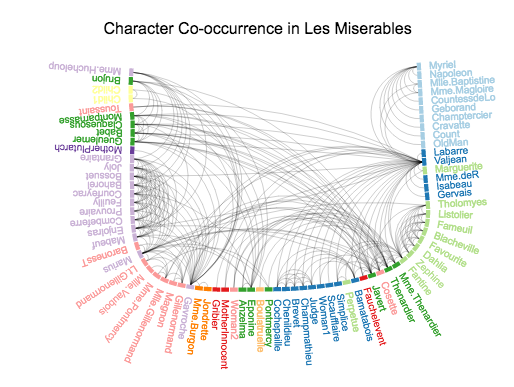 Character Co-occurrence in Les Miserables
Myriel
Napoleon
Mlle.Baptistine
Mme.Magloire
CountessdeLo
Geborand
Champtercier
Cravatte
Count
OldMan
Labarre
Valjean
Marguerite
Mme.deR
Isabeau
Gervais
Tholomyes
Listolier
Fameuil
Blacheville
Favourite
Dahlia
Zephine
Fantine
Mme.Thenardier
Thenardier
Cosette
Javert
Fauchelevent
Bamatabois
Perpetue
Simplice
Scaufflaire
Woman1
Judge
Champmathieu
Brevet
Chenildieu
Cochepaille
Pontmercy
Boulatruelle
Eponine
Anzelma
Woman2
MotherInnocent
Gribier
Jondrette
Mme.Burgon
Gavroche
Gillenormand
Magnon
Mlle.Gillenormand
Mme.Pontmercy
Mlle.Vaubois
Lt.Gillenormand
Marius
BaronessT
Mabeuf
Enjolras
Combeferre
Prouvaire
Feuilly
Courfeyrac
Bahorel
Bossuet
Joly
Grantaire
MotherPlutarch
Gueulemer
Babet
Claquesous
Montparnasse
Toussaint
Child1
Child2
Brujon
Mme.Hucheloup